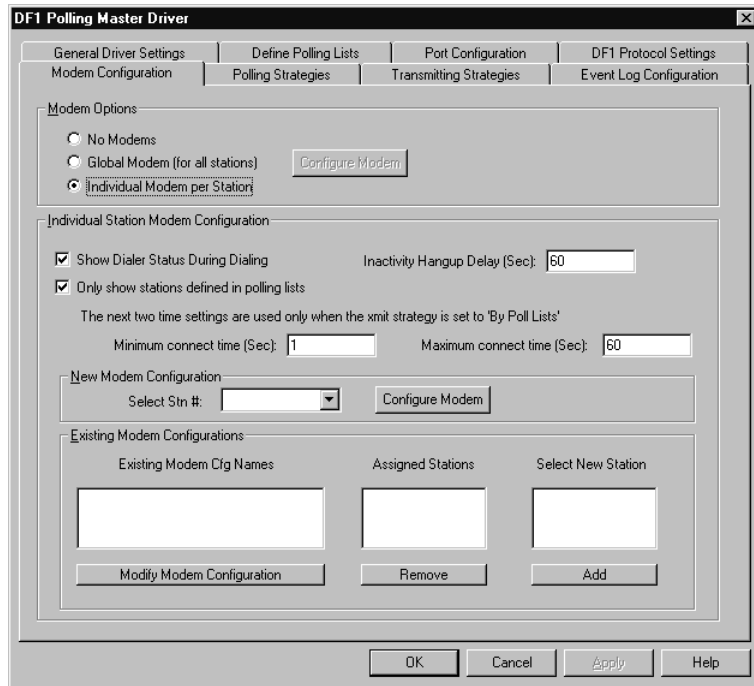 DF1 Polling Master Driver
General Driver Settings
Define Polling Lists
Port Configuration
DF1 Protocol Settings
Modem Configuration
Polling Strategies
Transmitting Strategies
Event Log Configuration
Modem Options
No Modems
Global Modem (for all stations)
Configure Modem
Individual Modem per Station
Individual Station Modem Configuration
Show Dialer Status During Dialing
Inactivity Hangup Delay (Sec): 60
Only show stations defined in polling lists
The next two time settings are used only when the xmit strategy is set to 'By Poll Lists'
Minimum connect time (Sec): 1
Maximum connect time (Sec): 60
New Modem Configuration
Select Stn #:
Configure Modem
Existing Modem Configurations
Existing Modem Cfg Names
Assigned Stations
Select New Station
Modify Modem Configuration
Remove
Add
OK
Cancel
Apply
Help